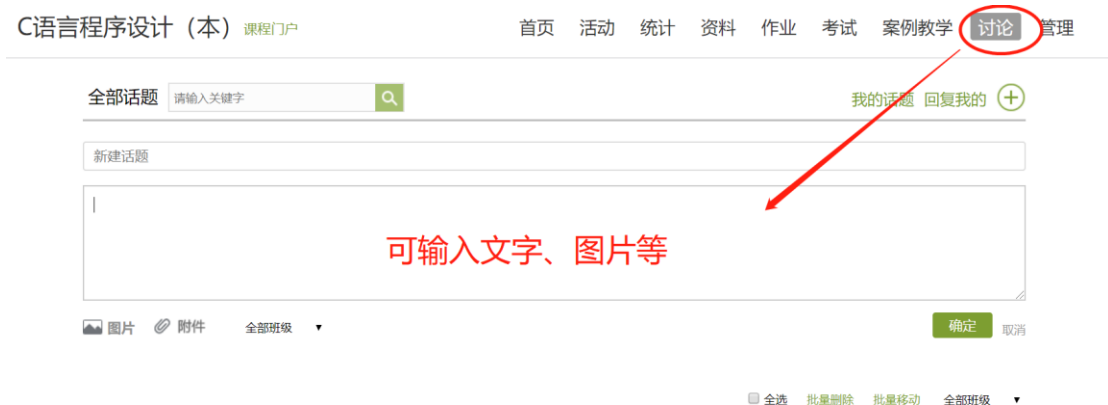 C语言程序设计（本） 课程门户 首页 活动 统计 资料 作业 考试 案例教学 讨论 管理
全部话题 请输入关键字 我的话题 回复我的
新建话题
可输入文字、图片等
图片 附件 全部班级 ▼ 确定 取消
全选 批量删除 批量移动 全部班级 ▼